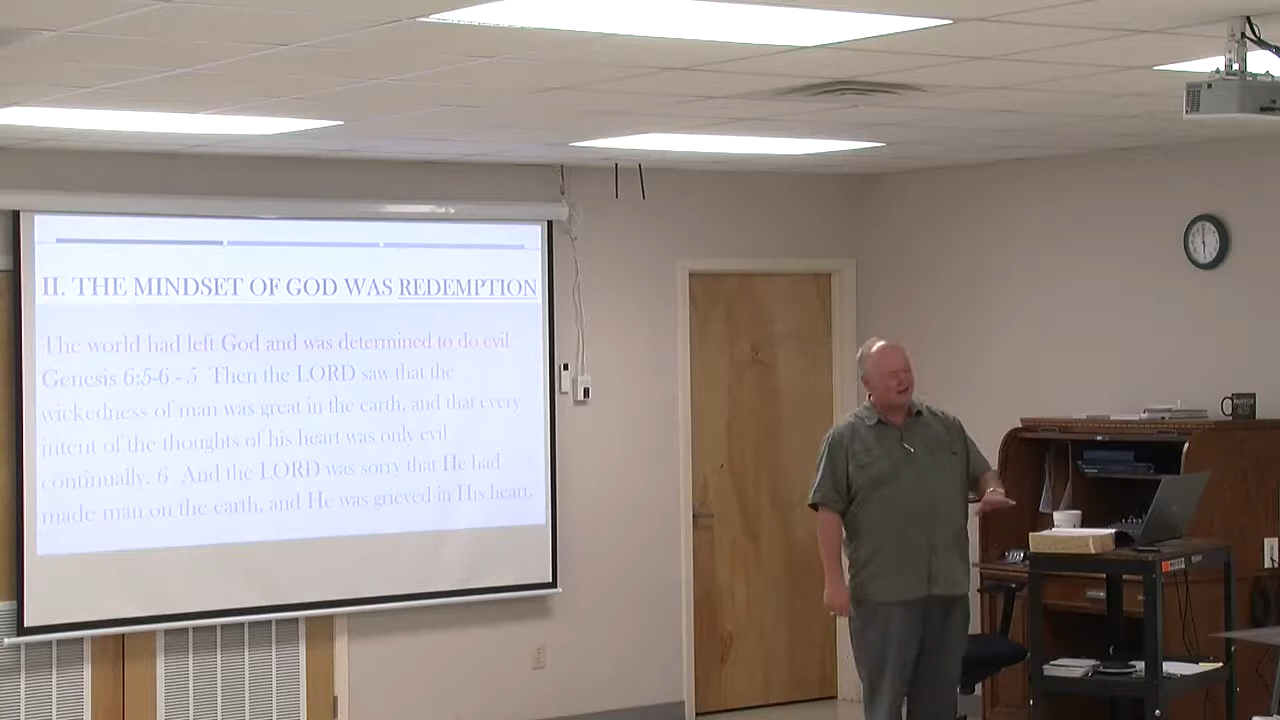 II. THE MINDSET OF GOD WAS REDEMPTION
The world had left God and was determined to do evil.
Genesis 6:5-6 - 5 Then the LORD saw that the
wickedness of man was great in the earth, and that every
intent of the thoughts of his heart was only evil
continually. 6 And the LORD was sorry that He had
made man on the earth, and He was grieved in His heart.